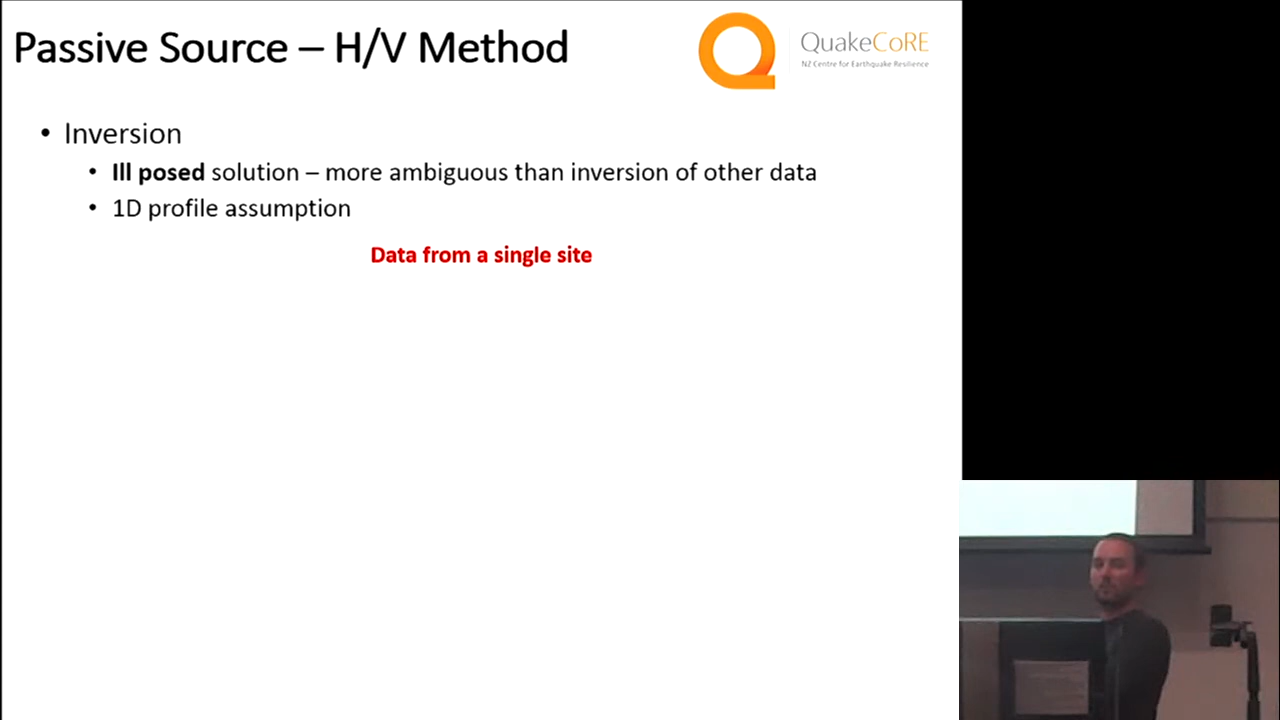 Passive Source – H/V Method
QuakeCoRE
NZ Centre for Earthquake Resilience
• Inversion
• Ill posed solution – more ambiguous than inversion of other data
• 1D profile assumption
Data from a single site